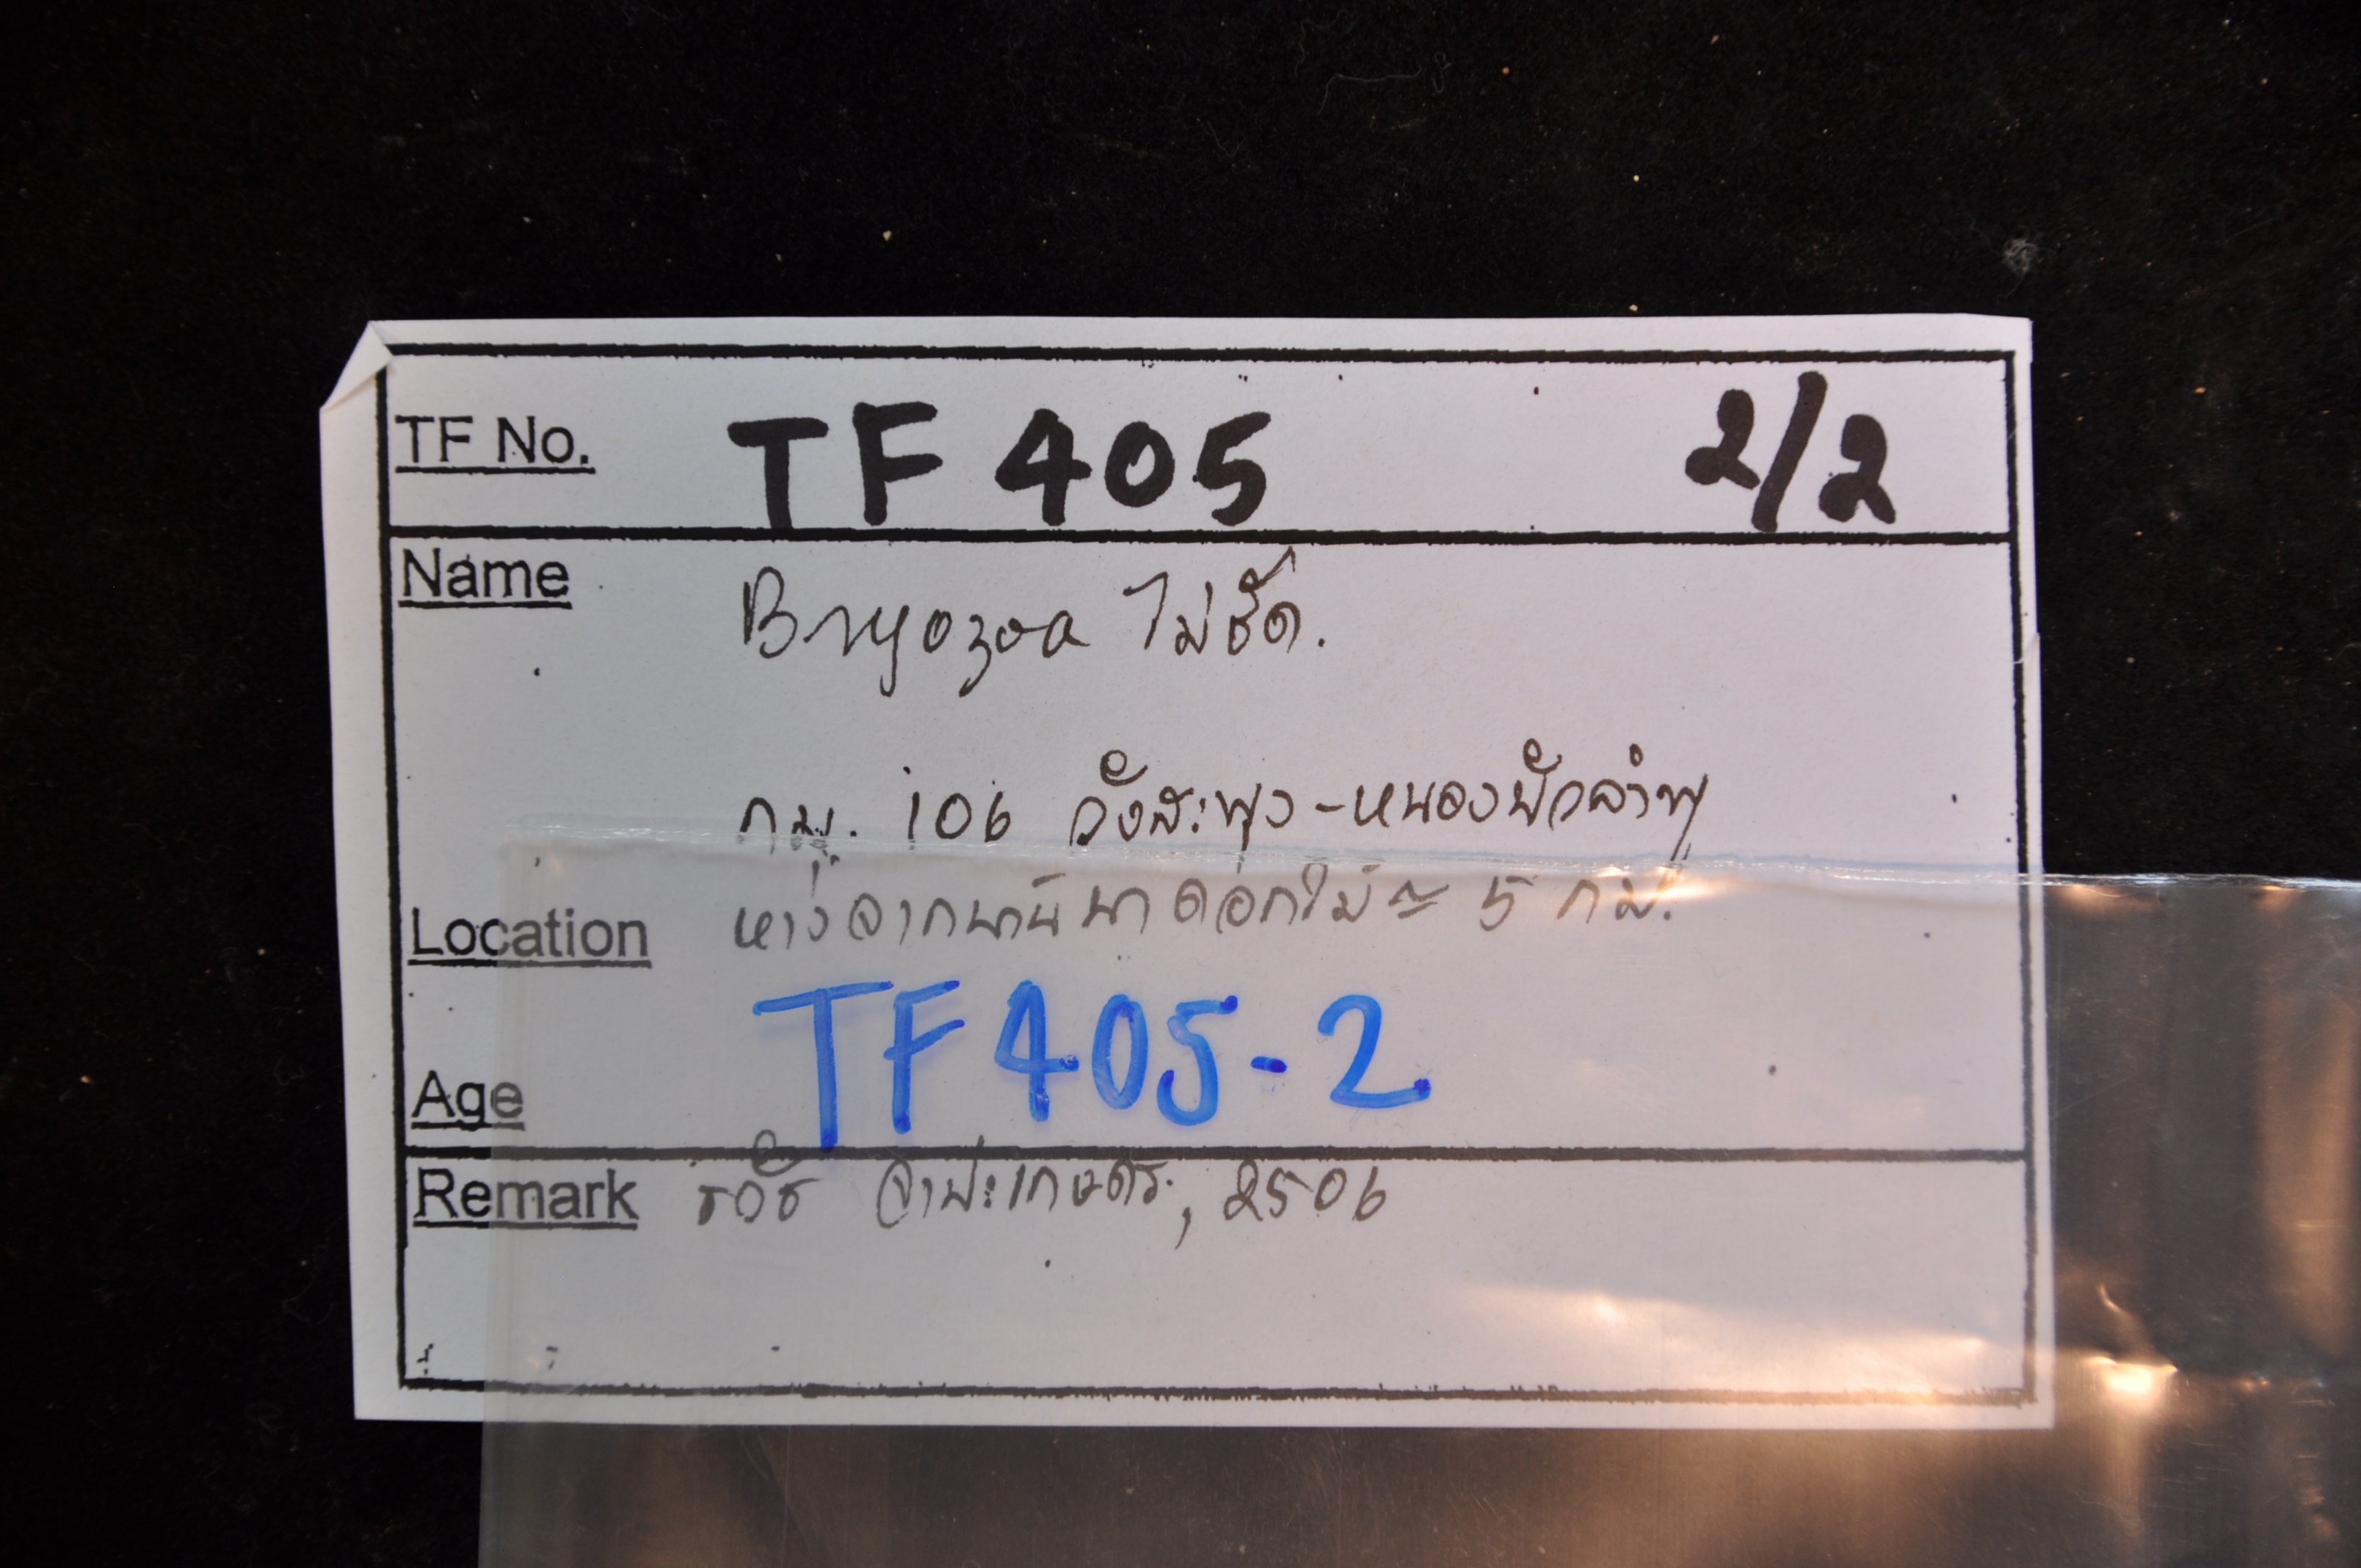 TF No. TF 405 2/2
Name Bryozoa ไม่ชัด.
กม. 106 วังสะพุง-หนองบัวลำพู
Location ห่างจากบ้านนาดอกไม้ ≈ 5 กม.
TF405-2
Age
Remark ธวัช จาปะเกษตร, 2506